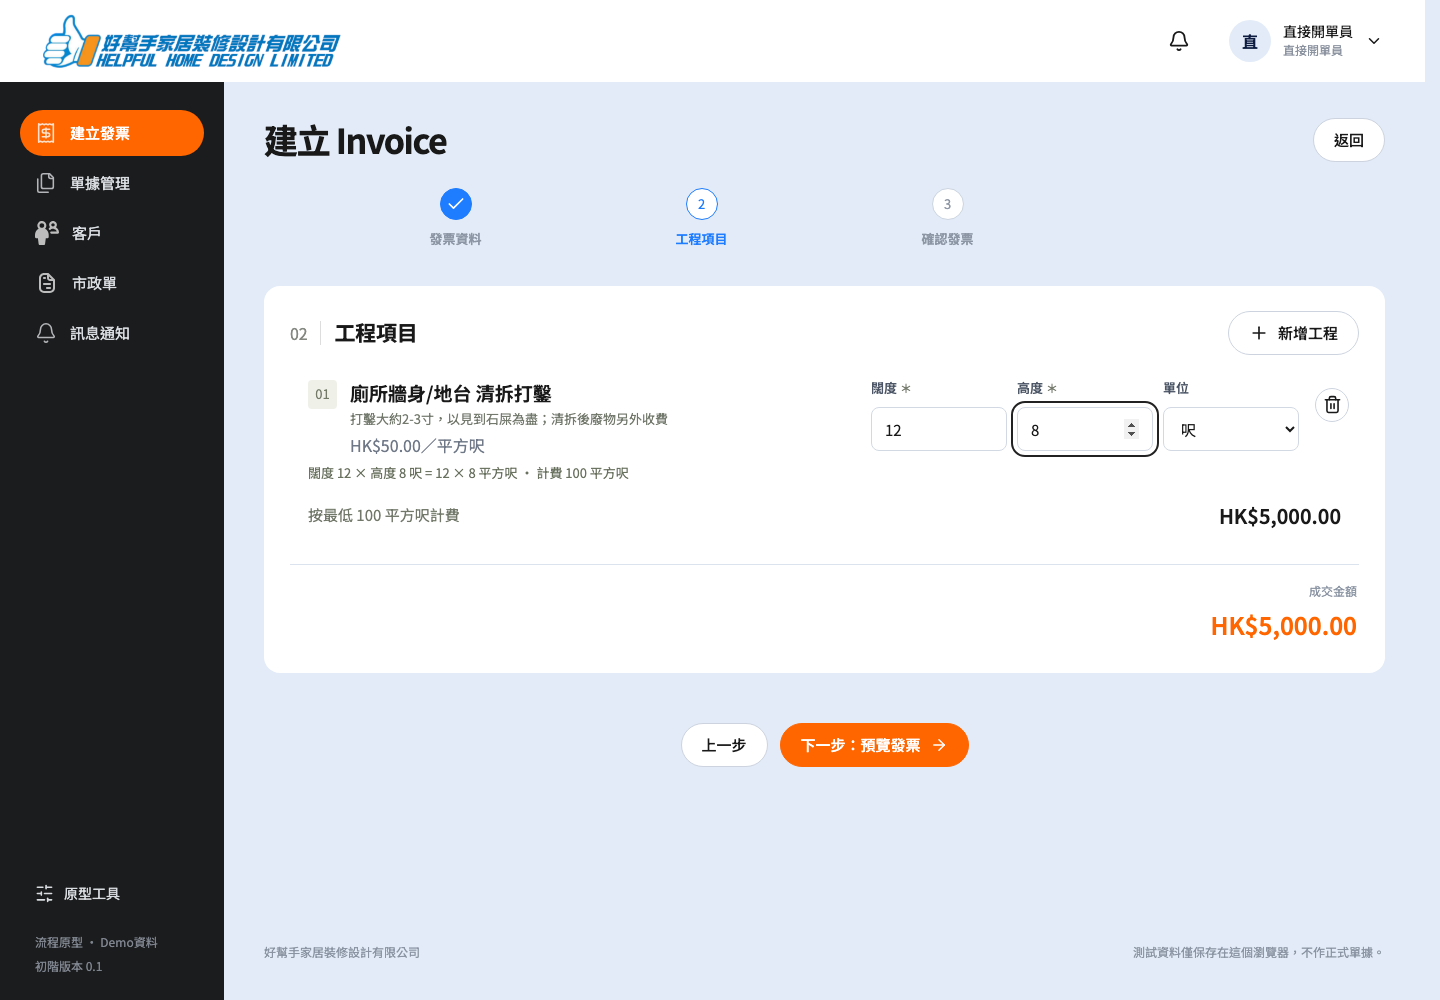 好幫手家居裝修設計有限公司
HELPFUL HOME DESIGN LIMITED
直
直接開單員
直接開單員
建立發票
單據管理
客戶
市政單
訊息通知
原型工具
流程原型 · Demo資料
初階版本 0.1
建立 Invoice
返回
發票資料
2
工程項目
3
確認發票
02
工程項目
新增工程
01
廁所牆身/地台 清拆打鑿
打鑿大約2-3寸，以見到石屎為盡；清拆後廢物另外收費
HK$50.00／平方呎
闊度 12 × 高度 8 呎 = 12 × 8 平方呎 · 計費 100 平方呎
闊度 *
12
高度 *
8
單位
呎
按最低 100 平方呎計費
HK$5,000.00
成交金額
HK$5,000.00
上一步
下一步：預覽發票
好幫手家居裝修設計有限公司
測試資料僅保存在這個瀏覽器，不作正式單據。